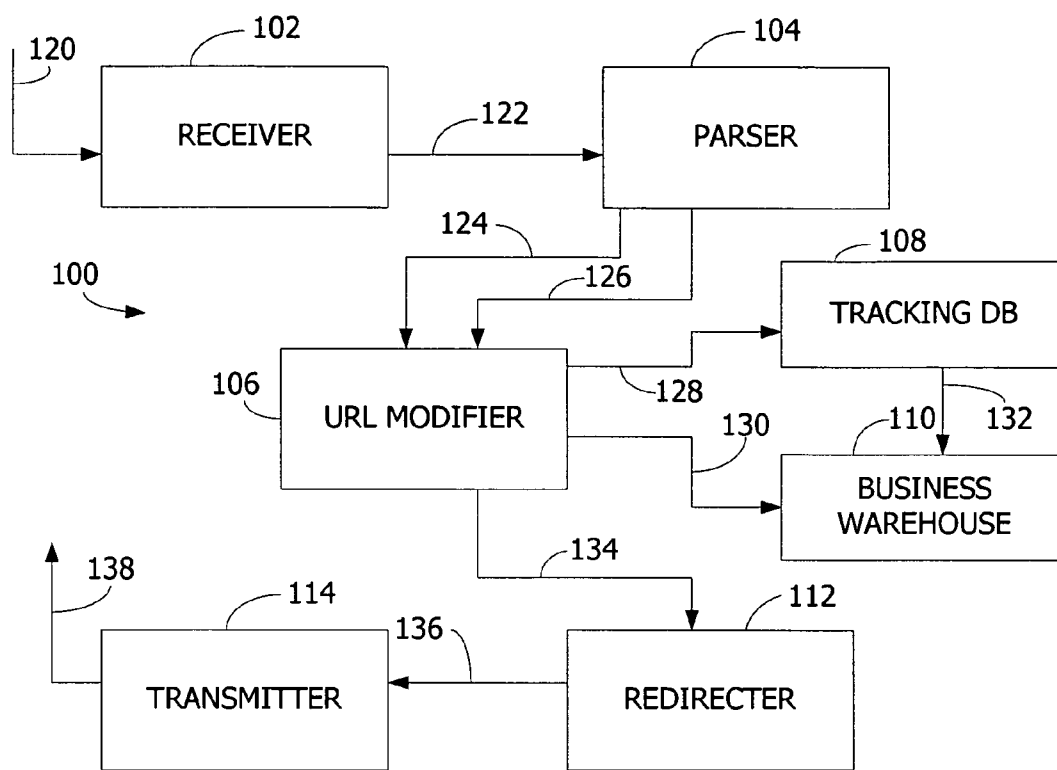 102
104
120
RECEIVER
122
PARSER
124
108
100
126
TRACKING DB
106
URL MODIFIER
128
132
130
110
BUSINESS
WAREHOUSE
134
138
114
136
112
TRANSMITTER
REDIRECTER